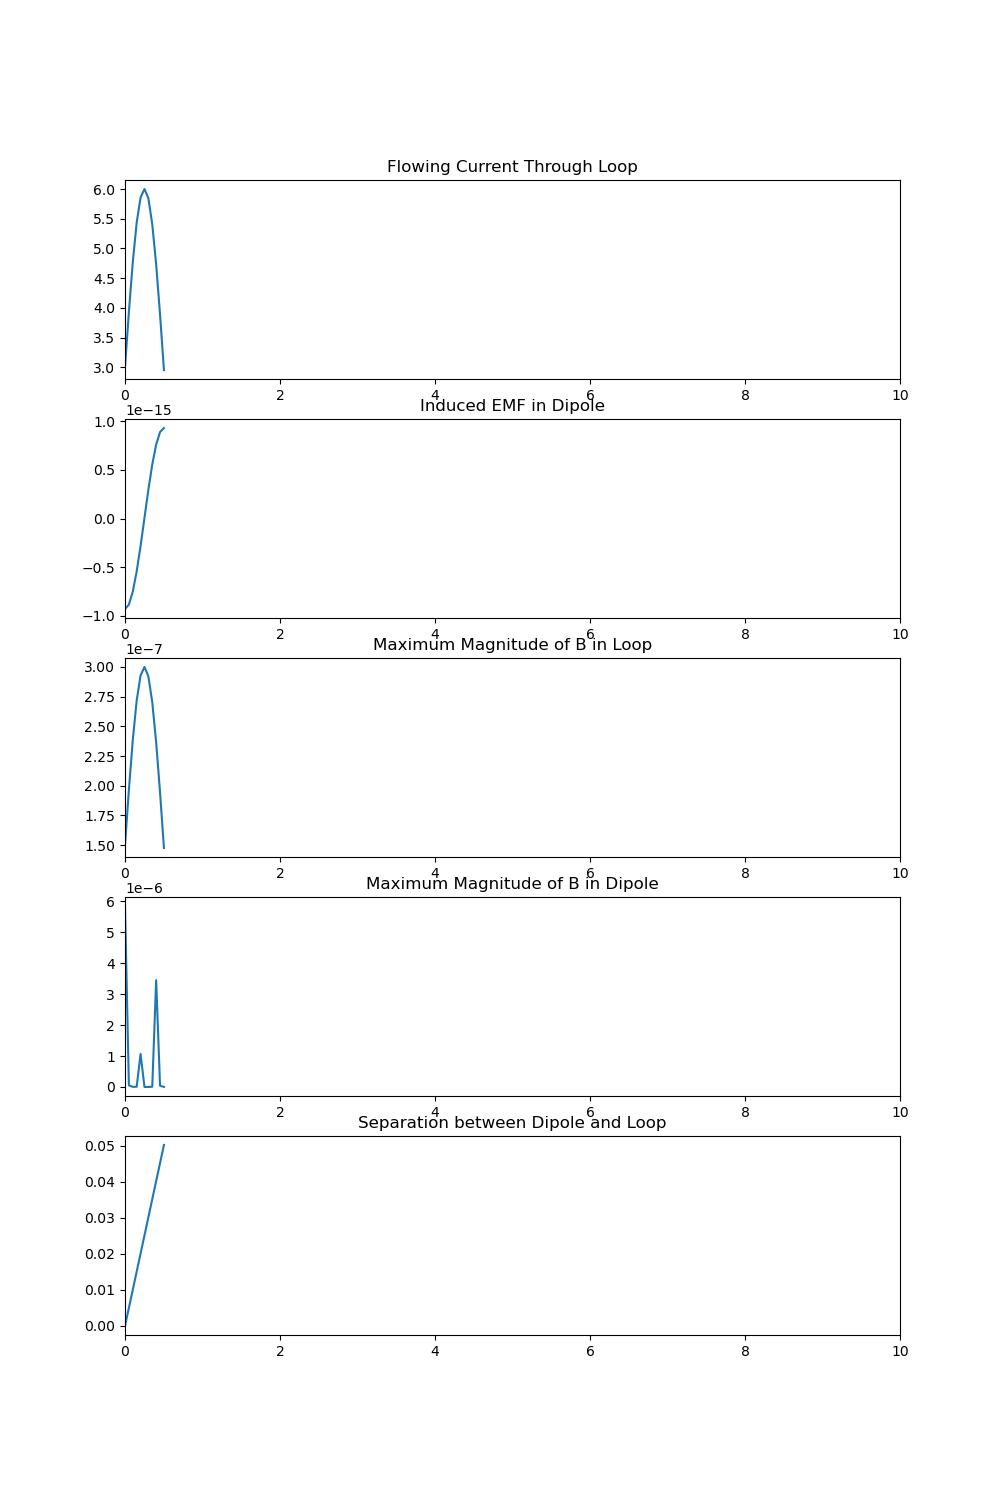 Flowing Current Through Loop
6.0
5.5
5.0
4.5
4.0
3.5
3.0
0 2 4 6 8 10
Induced EMF in Dipole
1e−15
1.0
0.5
0.0
−0.5
−1.0
0 2 4 6 8 10
Maximum Magnitude of B in Loop
1e−7
3.00
2.75
2.50
2.25
2.00
1.75
1.50
0 2 4 6 8 10
Maximum Magnitude of B in Dipole
1e−6
6
5
4
3
2
1
0
0 2 4 6 8 10
Separation between Dipole and Loop
0.05
0.04
0.03
0.02
0.01
0.00
0 2 4 6 8 10